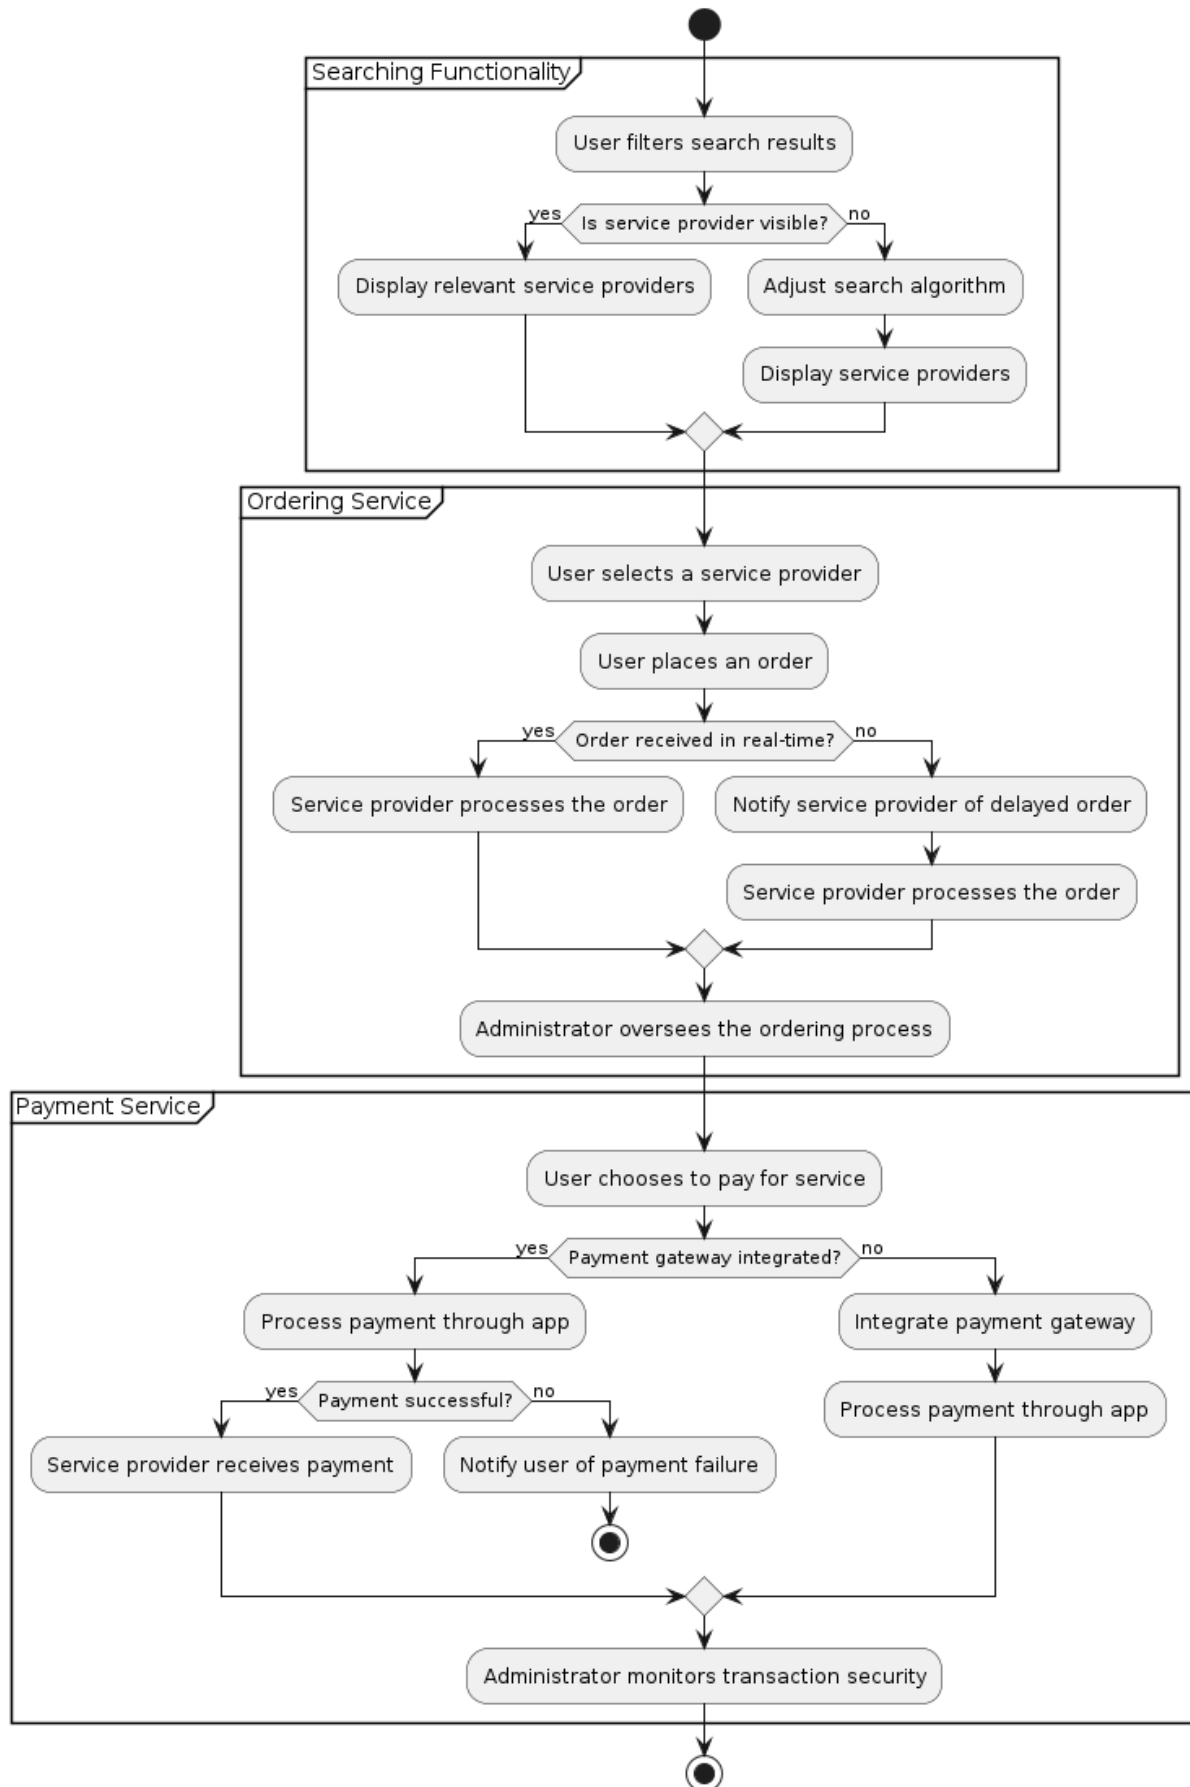 Searching Functionality
User filters search results
yes
Is service provider visible?
no
Display relevant service providers
Adjust search algorithm
Display service providers
Ordering Service
User selects a service provider
User places an order
yes
Order received in real-time?
no
Service provider processes the order
Notify service provider of delayed order
Service provider processes the order
Administrator oversees the ordering process
Payment Service
User chooses to pay for service
yes
Payment gateway integrated?
no
Process payment through app
Integrate payment gateway
yes
Payment successful?
no
Process payment through app
Service provider receives payment
Notify user of payment failure
Administrator monitors transaction security